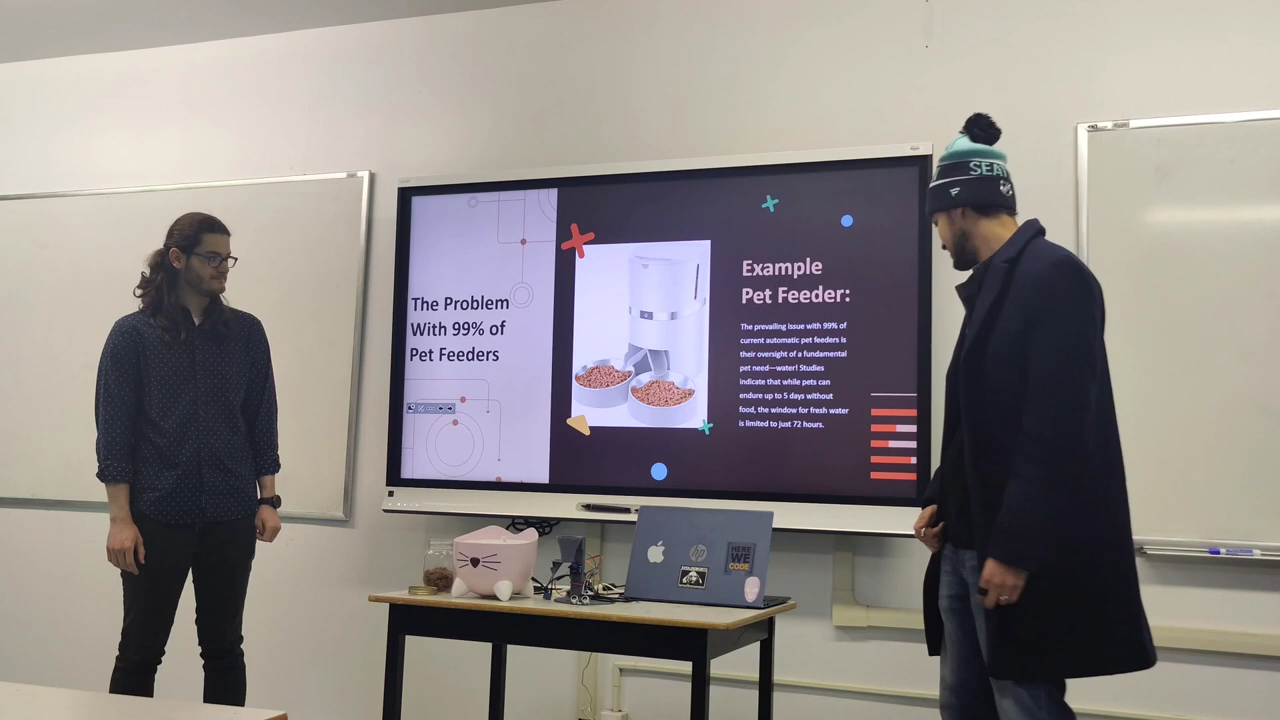 The Problem
With 99% of
Pet Feeders
Example
Pet Feeder:
The prevailing issue with 99% of
current automatic pet feeders is
their oversight of a fundamental
pet need—water! Studies
indicate that while pets can
endure up to 5 days without
food, the window for fresh water
is limited to just 72 hours.
SEA
hp
HERE
WE
CODE